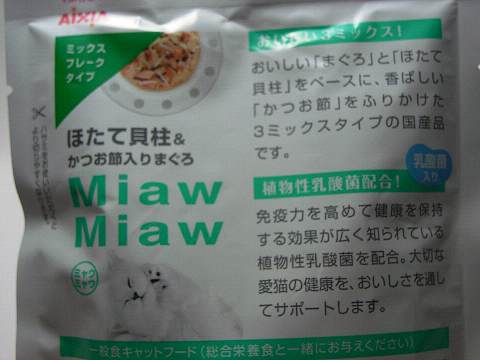 AIXIA
ミックス
フレーク
タイプ
ほたて貝柱&
かつお節入りまぐろ
Miaw
Miaw
ミャウ
ミャウ
おいしい3ミックス!
おいしい「まぐろ」と「ほたて
貝柱」をベースに、香ばしい
「かつお節」をふりかけた
3ミックスタイプの国産品
です。
乳酸菌
入り
植物性乳酸菌配合!
免疫力を高めて健康を保持
する効果が広く知られている
植物性乳酸菌を配合。大切な
愛猫の健康を、おいしさを通し
てサポートします。
一般食キャットフード(総合栄養食と一緒にお与えください)